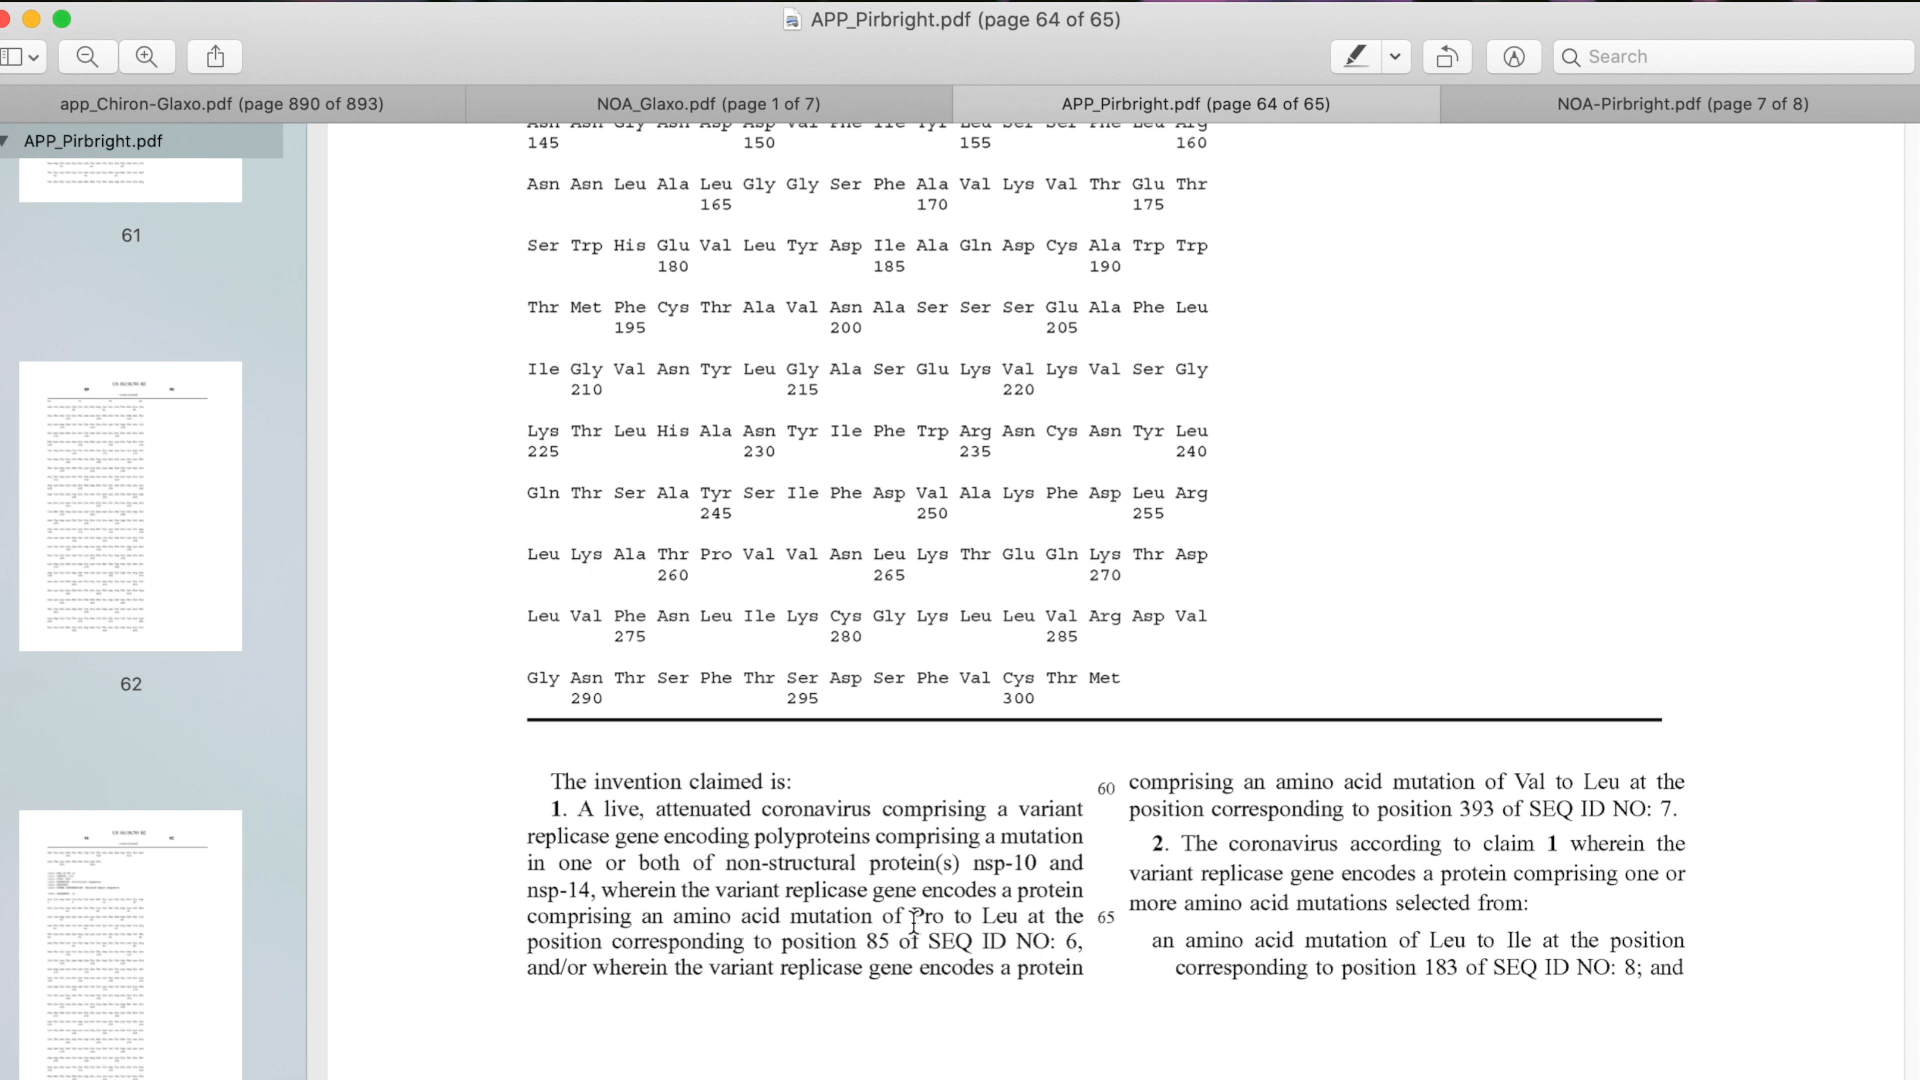 APP_Pirbright.pdf (page 64 of 65)
Search
app_Chiron-Glaxo.pdf (page 890 of 893)
NOA_Glaxo.pdf (page 1 of 7)
APP_Pirbright.pdf (page 64 of 65)
NOA-Pirbright.pdf (page 7 of 8)
APP_Pirbright.pdf
61
62
Asn Asn Gly Asn Asp Asp Val Phe Ile Tyr Leu Ser Ser Phe Leu Arg
145 150 155 160
Asn Asn Leu Ala Leu Gly Gly Ser Phe Ala Val Lys Val Thr Glu Thr
165 170 175
Ser Trp His Glu Val Leu Tyr Asp Ile Ala Gln Asp Cys Ala Trp Trp
180 185 190
Thr Met Phe Cys Thr Ala Val Asn Ala Ser Ser Ser Glu Ala Phe Leu
195 200 205
Ile Gly Val Asn Tyr Leu Gly Ala Ser Glu Lys Val Lys Val Ser Gly
210 215 220
Lys Thr Leu His Ala Asn Tyr Ile Phe Trp Arg Asn Cys Asn Tyr Leu
225 230 235 240
Gln Thr Ser Ala Tyr Ser Ile Phe Asp Val Ala Lys Phe Asp Leu Arg
245 250 255
Leu Lys Ala Thr Pro Val Val Asn Leu Lys Thr Glu Gln Lys Thr Asp
260 265 270
Leu Val Phe Asn Leu Ile Lys Cys Gly Lys Leu Leu Val Arg Asp Val
275 280 285
Gly Asn Thr Ser Phe Thr Ser Asp Ser Phe Val Cys Thr Met
290 295 300
The invention claimed is:
1. A live, attenuated coronavirus comprising a variant
replicase gene encoding polyproteins comprising a mutation
in one or both of non-structural protein(s) nsp-10 and
nsp-14, wherein the variant replicase gene encodes a protein
comprising an amino acid mutation of Pro to Leu at the
position corresponding to position 85 of SEQ ID NO: 6,
and/or wherein the variant replicase gene encodes a protein
60
65
comprising an amino acid mutation of Val to Leu at the
position corresponding to position 393 of SEQ ID NO: 7.
2. The coronavirus according to claim 1 wherein the
variant replicase gene encodes a protein comprising one or
more amino acid mutations selected from:
an amino acid mutation of Leu to Ile at the position
corresponding to position 183 of SEQ ID NO: 8; and